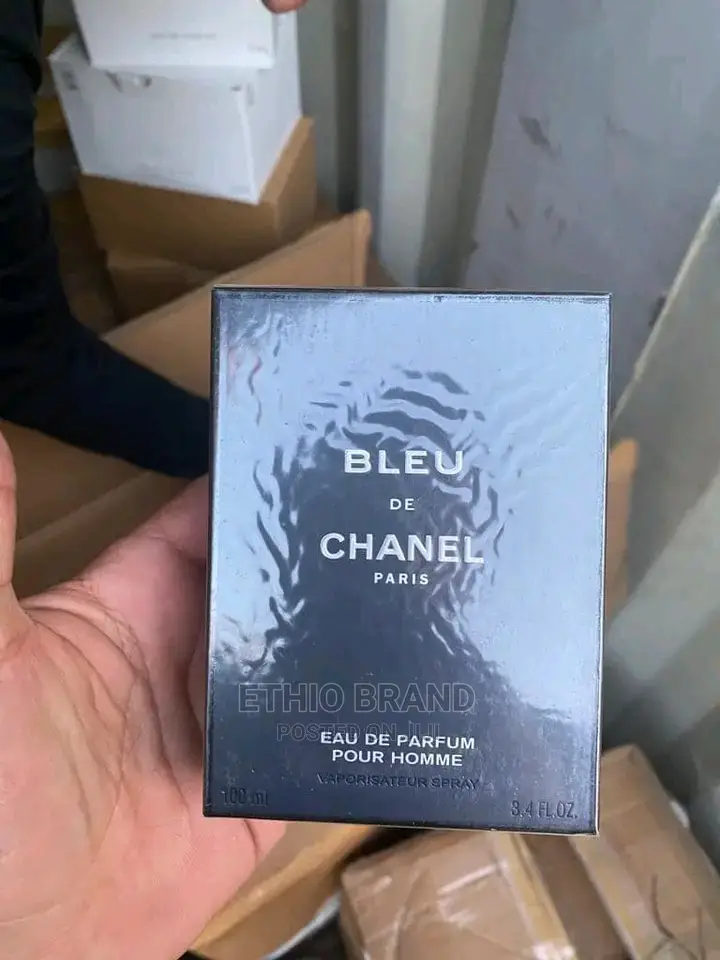 BLEU
DE
CHANEL
PARIS
ETHIO BRAND
POSTED ON JIJI
EAU DE PARFUM
POUR HOMME
VAPORISATEUR SPRAY
100 ml
3.4 FL.OZ.